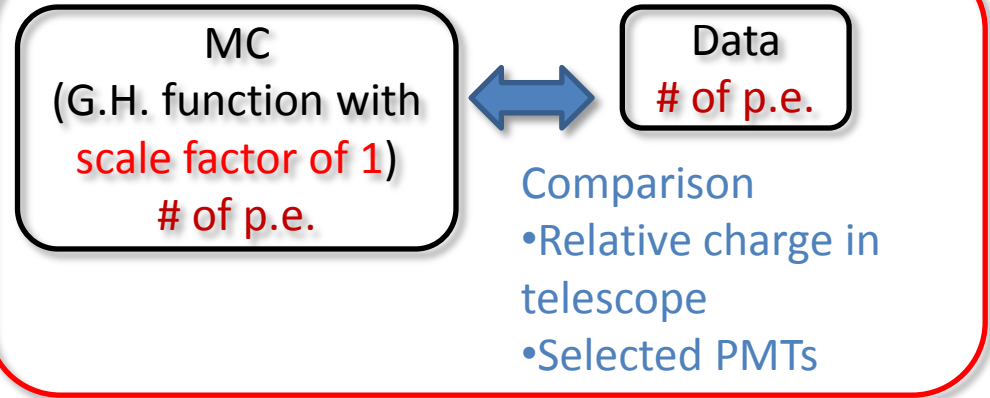 MC
(G.H. function with
scale factor of 1)
# of p.e.
Data
# of p.e.
Comparison
•Relative charge in
telescope
•Selected PMTs